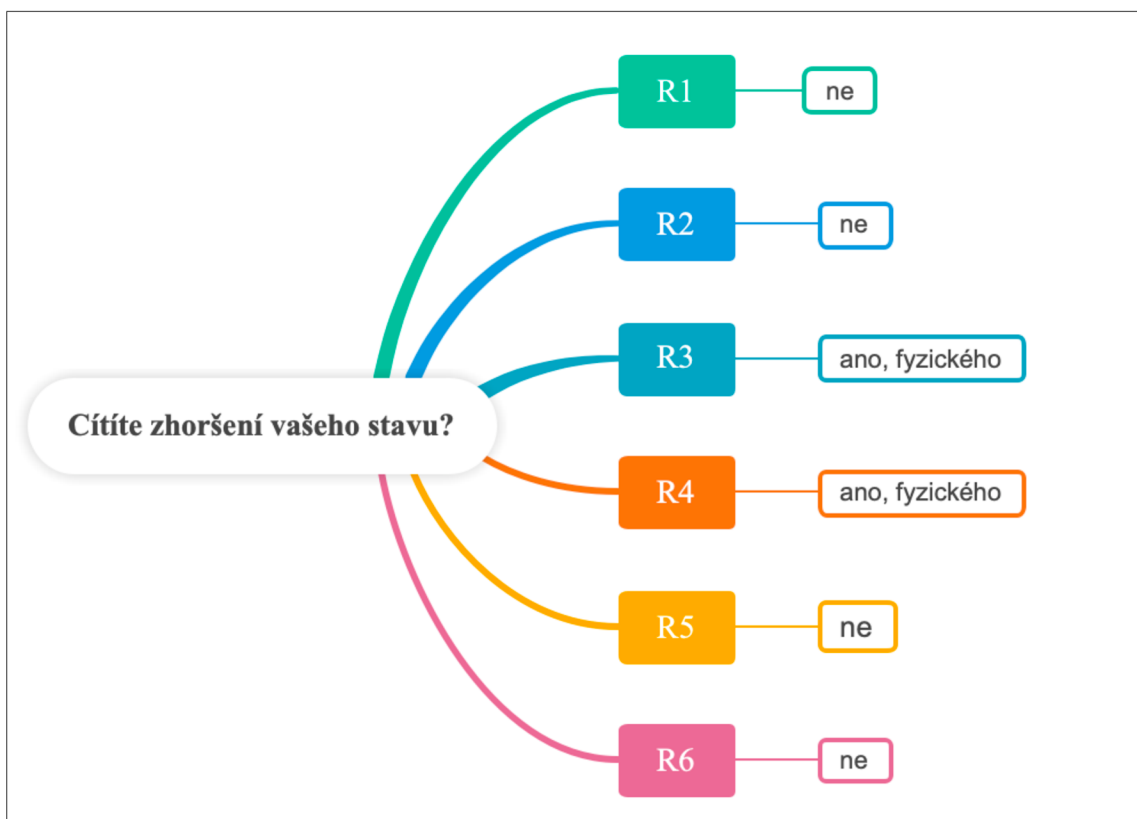 R1
ne
R2
ne
R3
ano, fyzického
Cítíte zhoršení vašeho stavu?
R4
ano, fyzického
R5
ne
R6
ne